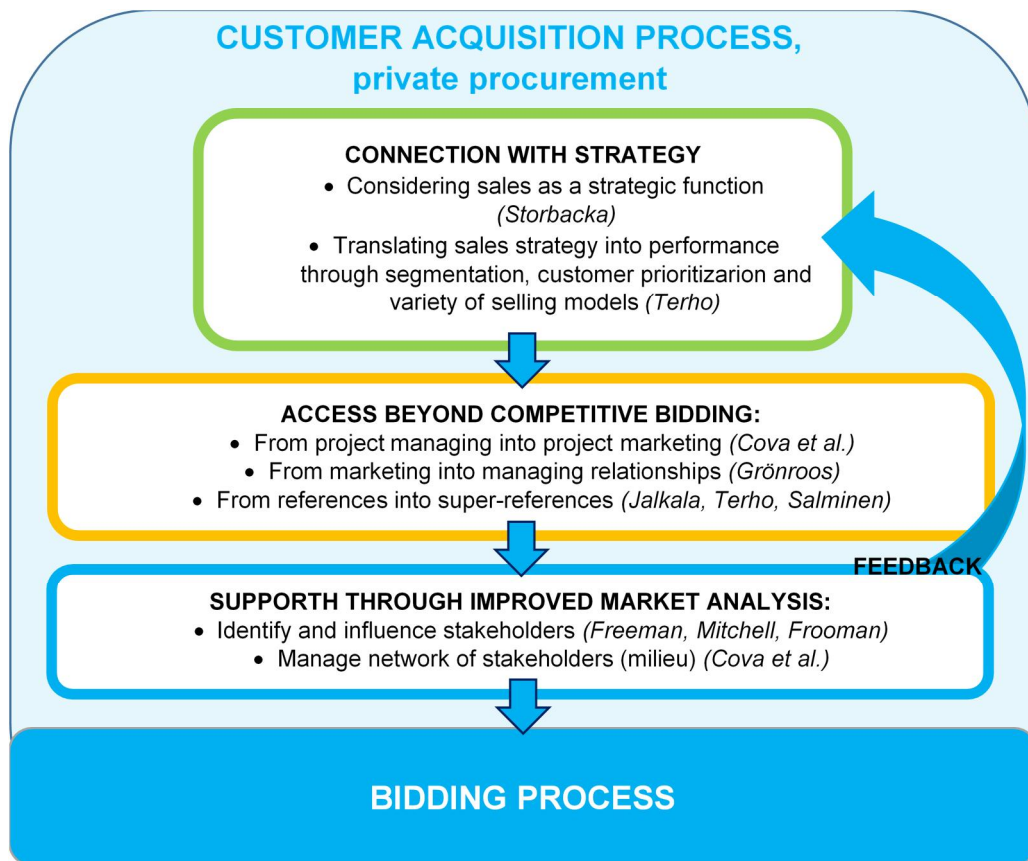 CUSTOMER ACQUISITION PROCESS,
private procurement
CONNECTION WITH STRATEGY
• Considering sales as a strategic function
(Storbacka)
• Translating sales strategy into performance
through segmentation, customer prioritizarion and
variety of selling models (Terho)
ACCESS BEYOND COMPETITIVE BIDDING:
• From project managing into project marketing (Cova et al.)
• From marketing into managing relationships (Grönroos)
• From references into super-references (Jalkala, Terho, Salminen)
FEEDBACK
SUPPORTH THROUGH IMPROVED MARKET ANALYSIS:
• Identify and influence stakeholders (Freeman, Mitchell, Frooman)
• Manage network of stakeholders (milieu) (Cova et al.)
BIDDING PROCESS